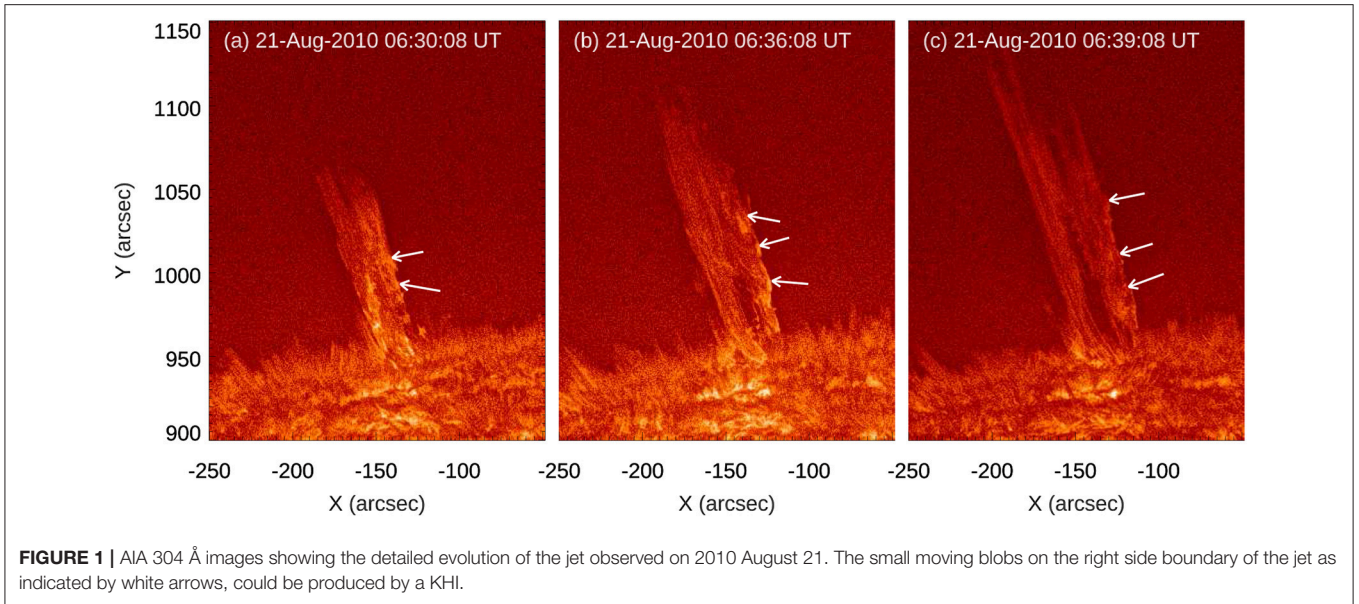 (a) 21-Aug-2010 06:30:08 UT
(b) 21-Aug-2010 06:36:08 UT
(c) 21-Aug-2010 06:39:08 UT
1150
1100
1050
1000
950
900
Y (arcsec)
-250 -200 -150 -100
-250 -200 -150 -100
-250 -200 -150 -100
X (arcsec)
X (arcsec)
X (arcsec)
FIGURE 1 | AIA 304 Å images showing the detailed evolution of the jet observed on 2010 August 21. The small moving blobs on the right side boundary of the jet as
indicated by white arrows, could be produced by a KHI.